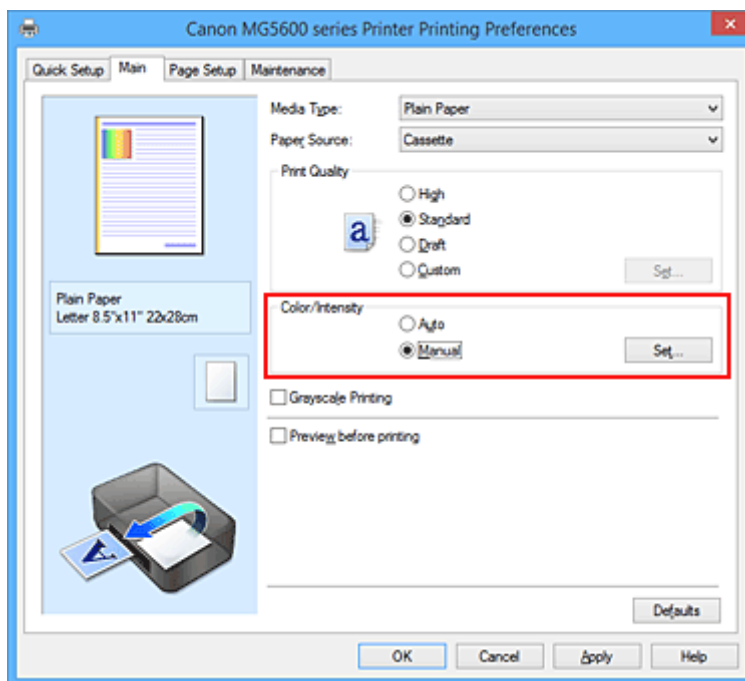 Canon MG5600 series Printer Printing Preferences
Quick Setup Main Page Setup Maintenance
Media Type: Plain Paper
Paper Source: Cassette
Print Quality
High
a Standard
Draft
Custom Set...
Plain Paper
Letter 8.5"x11" 22x28cm
Color/Intensity
Auto
Manual Set...
Grayscale Printing
Preview before printing
A
Defaults
OK Cancel Apply Help